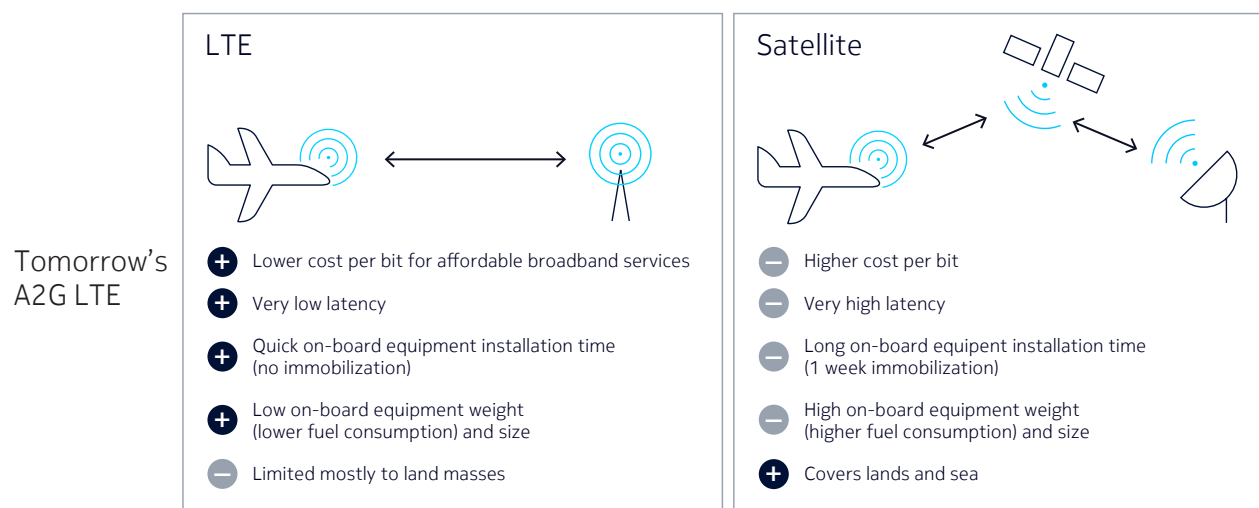 Tomorrow's
A2G LTE
LTE
Lower cost per bit for affordable broadband services
Very low latency
Quick on-board equipment installation time
(no immobilization)
Low on-board equipment weight
(lower fuel consumption) and size
Limited mostly to land masses
Satellite
Higher cost per bit
Very high latency
Long on-board equipent installation time
(1 week immobilization)
High on-board equipment weight
(higher fuel consumption) and size
Covers lands and sea